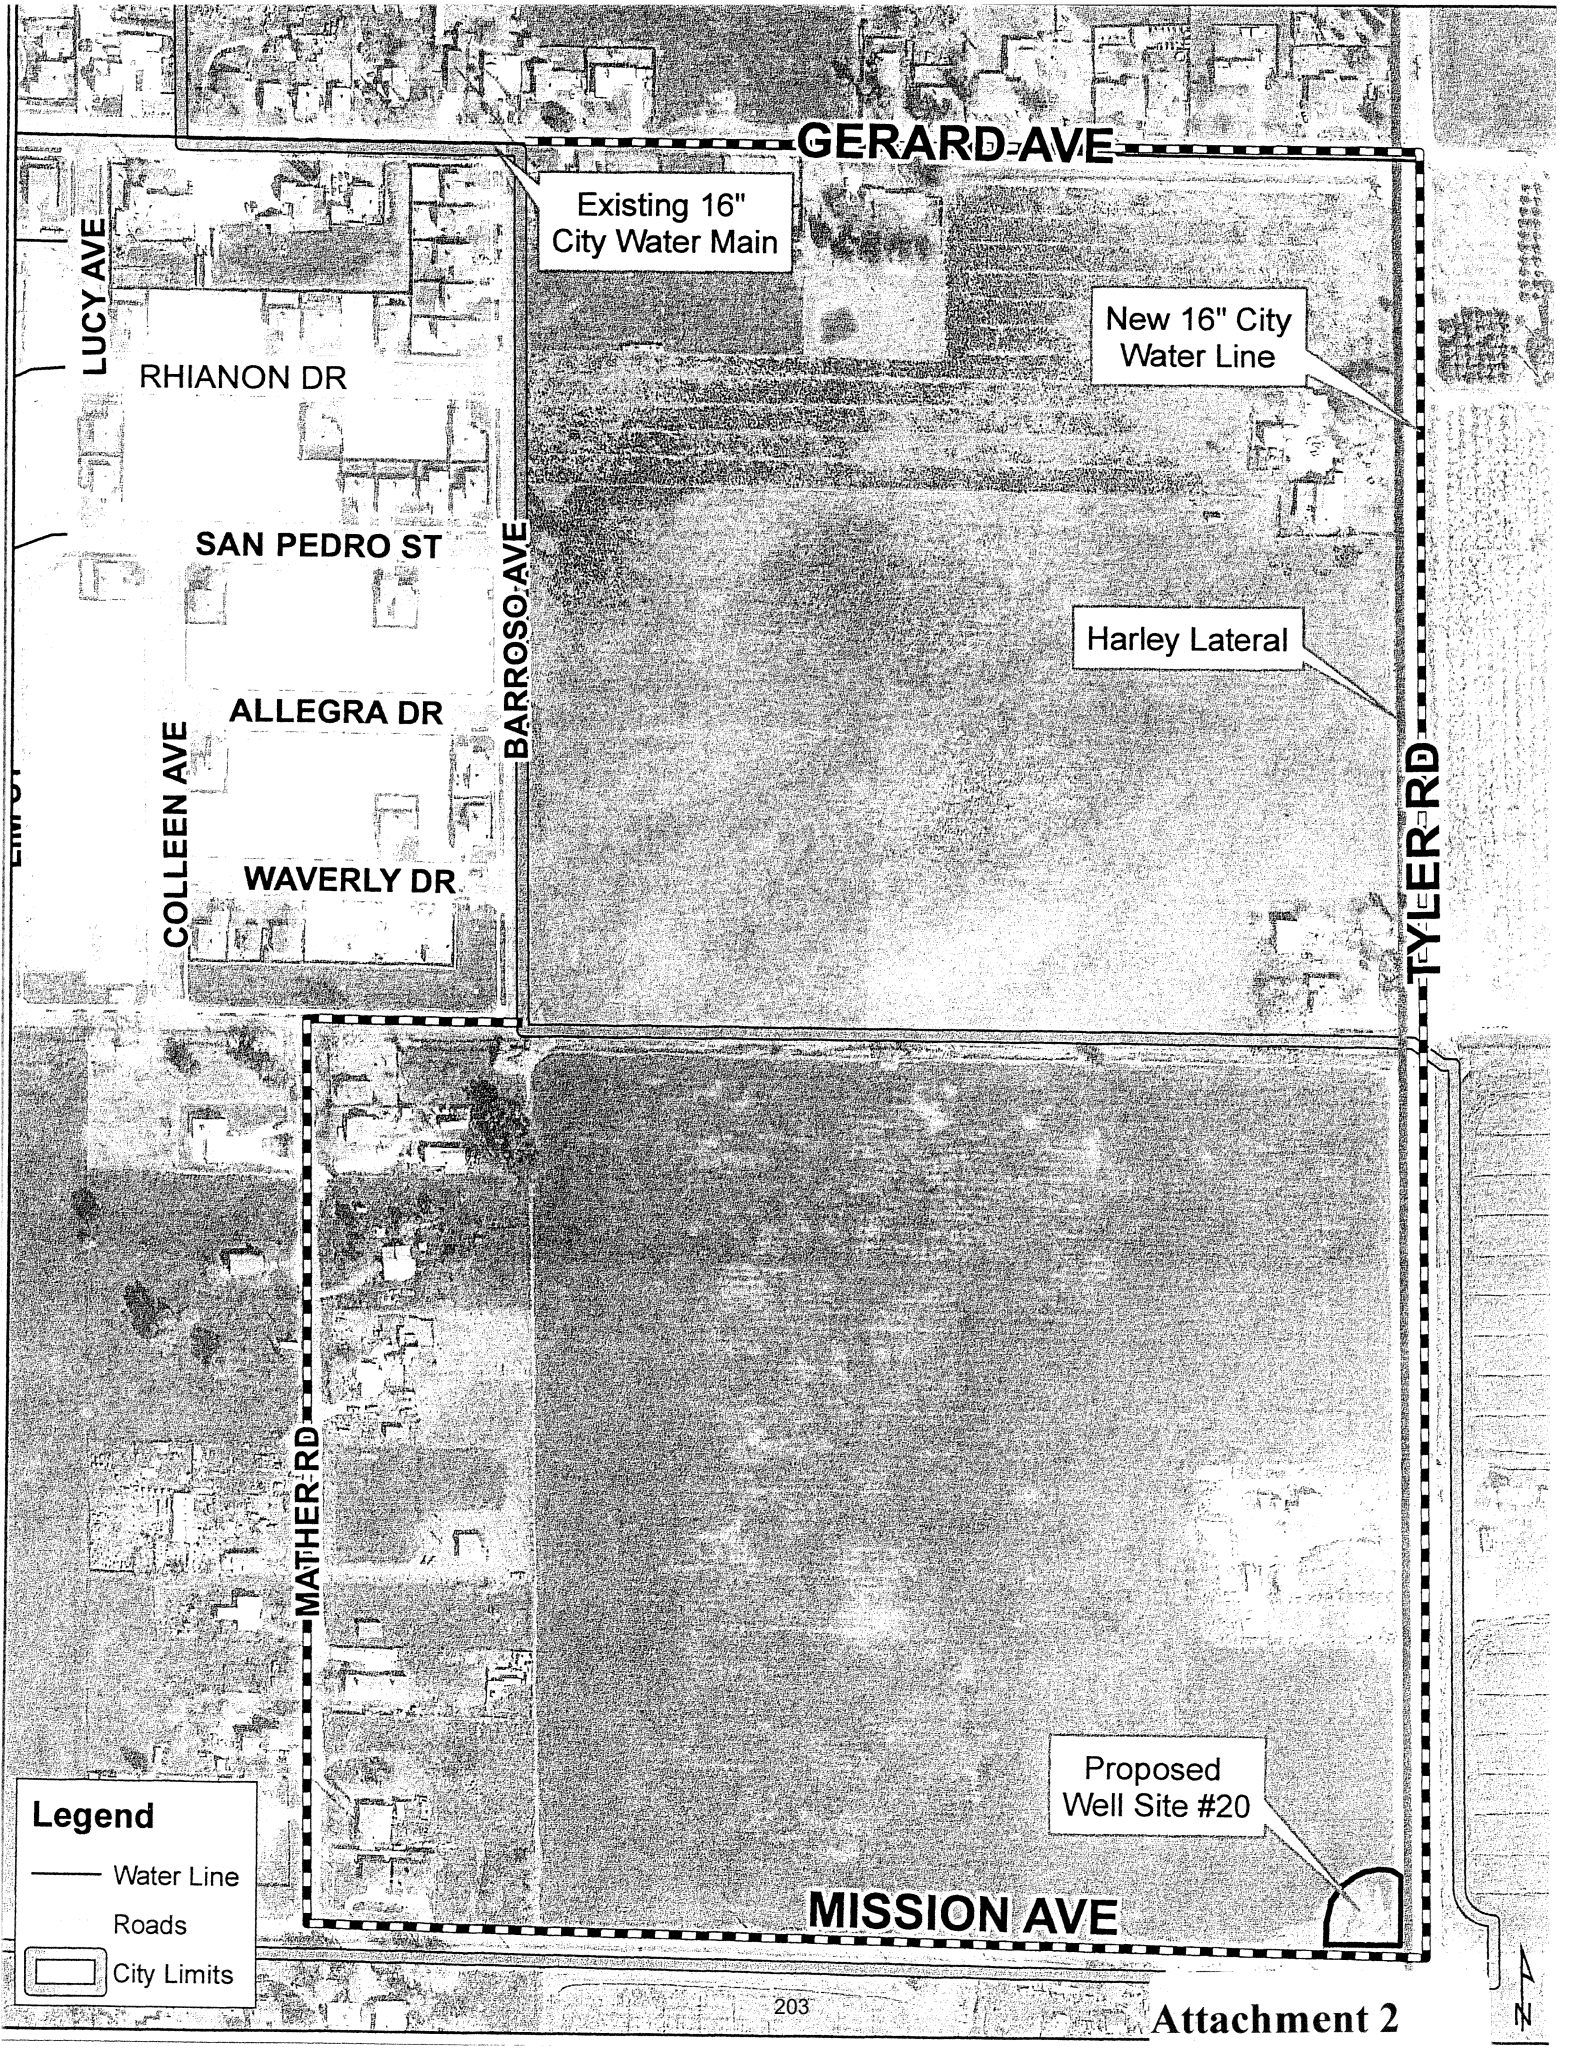 GERARD AVE
Existing 16"
City Water Main
LUCY AVE
New 16" City
Water Line
RHIANON DR
SAN PEDRO ST
BARROSO AVE
Harley Lateral
ALLEGRA DR
COLLEEN AVE
TYLER RD
WAVERLY DR
MATHER RD
Proposed
Well Site #20
Legend
Water Line
Roads
City Limits
MISSION AVE
203
Attachment 2
N